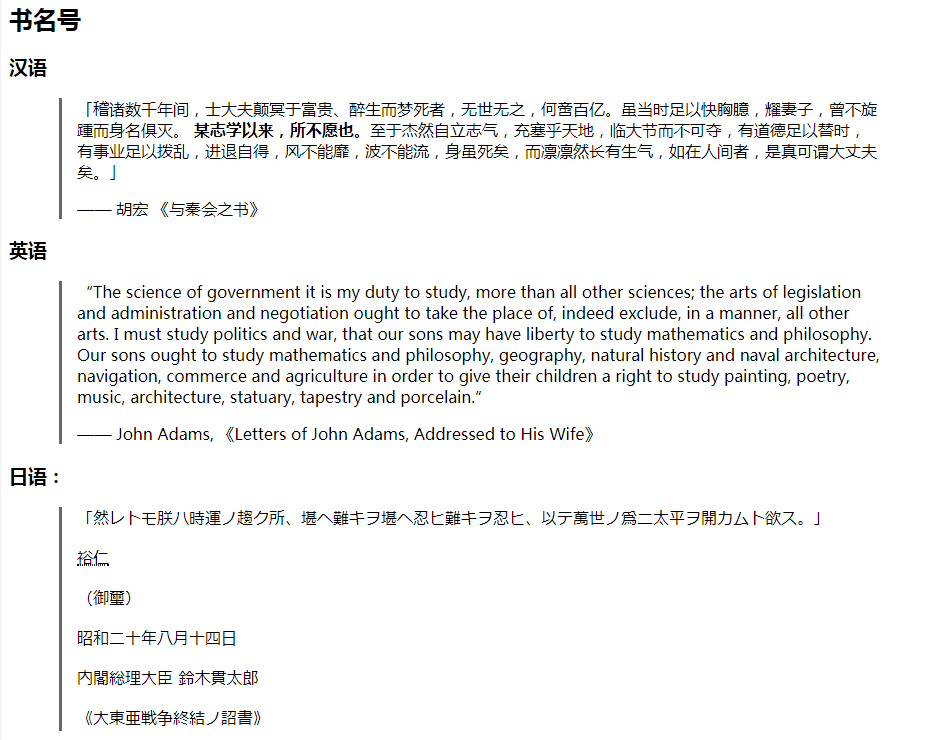 书名号
汉语
「稽诸数千年间，士大夫颠冥于富贵、醉生而梦死者，无世无之，何啻百亿。虽当时足以快胸臆，耀妻子，曾不旋
踵而身名俱灭。 某志学以来，所不愿也。至于杰然自立志气，充塞乎天地，临大节而不可夺，有道德足以替时，
有事业足以拨乱，进退自得，风不能靡，波不能流，身虽死矣，而凛凛然长有生气，如在人间者，是真可谓大丈夫
矣。」
—— 胡宏 《与秦会之书》
英语
“The science of government it is my duty to study, more than all other sciences; the arts of legislation
and administration and negotiation ought to take the place of, indeed exclude, in a manner, all other
arts. I must study politics and war, that our sons may have liberty to study mathematics and philosophy.
Our sons ought to study mathematics and philosophy, geography, natural history and naval architecture,
navigation, commerce and agriculture in order to give their children a right to study painting, poetry,
music, architecture, statuary, tapestry and porcelain.“
—— John Adams, 《Letters of John Adams, Addressed to His Wife》
日语：
「然レトモ朕八時運ノ趨ク所、堪ヘ難キヲ堪ヘ忍ヒ難キヲ忍ヒ、以テ萬世ノ爲ニ太平ヲ開カムト欲ス。」
裕仁
（御璽）
昭和二十年八月十四日
内閣総理大臣 鈴木貫太郎
《大東亜戦争終結ノ詔書》